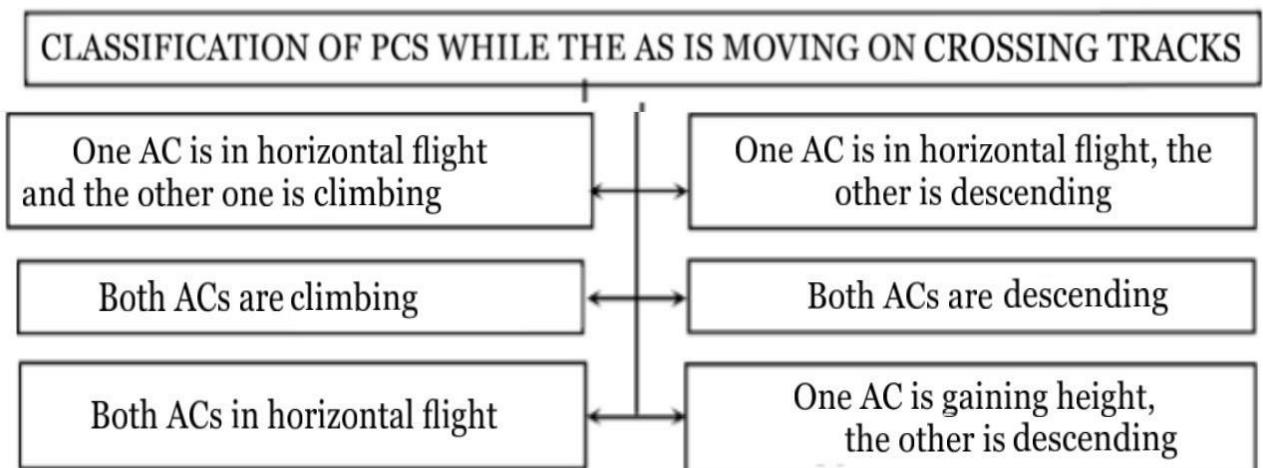 CLASSIFICATION OF PCS WHILE THE AS IS MOVING ON CROSSING TRACKS
One AC is in horizontal flight
and the other one is climbing
One AC is in horizontal flight, the
other is descending
Both ACs are climbing
Both ACs are descending
Both ACs in horizontal flight
One AC is gaining height,
the other is descending